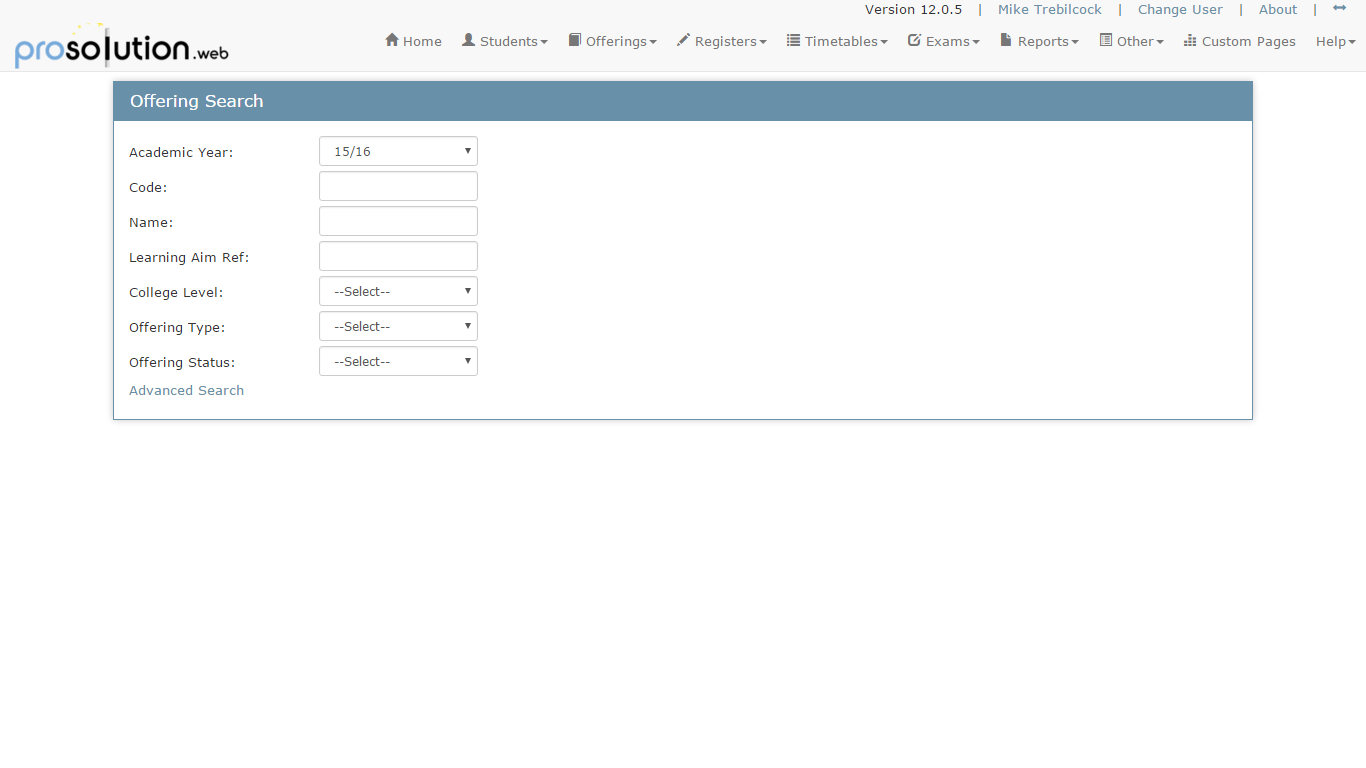 Version 12.0.5 | Mike Trebilcock | Change User | About |
prosolution.web
Home Students Offerings Registers Timetables Exams Reports Other Custom Pages Help
Offering Search
Academic Year: 15/16
Code:
Name:
Learning Aim Ref:
College Level: --Select--
Offering Type: --Select--
Offering Status: --Select--
Advanced Search